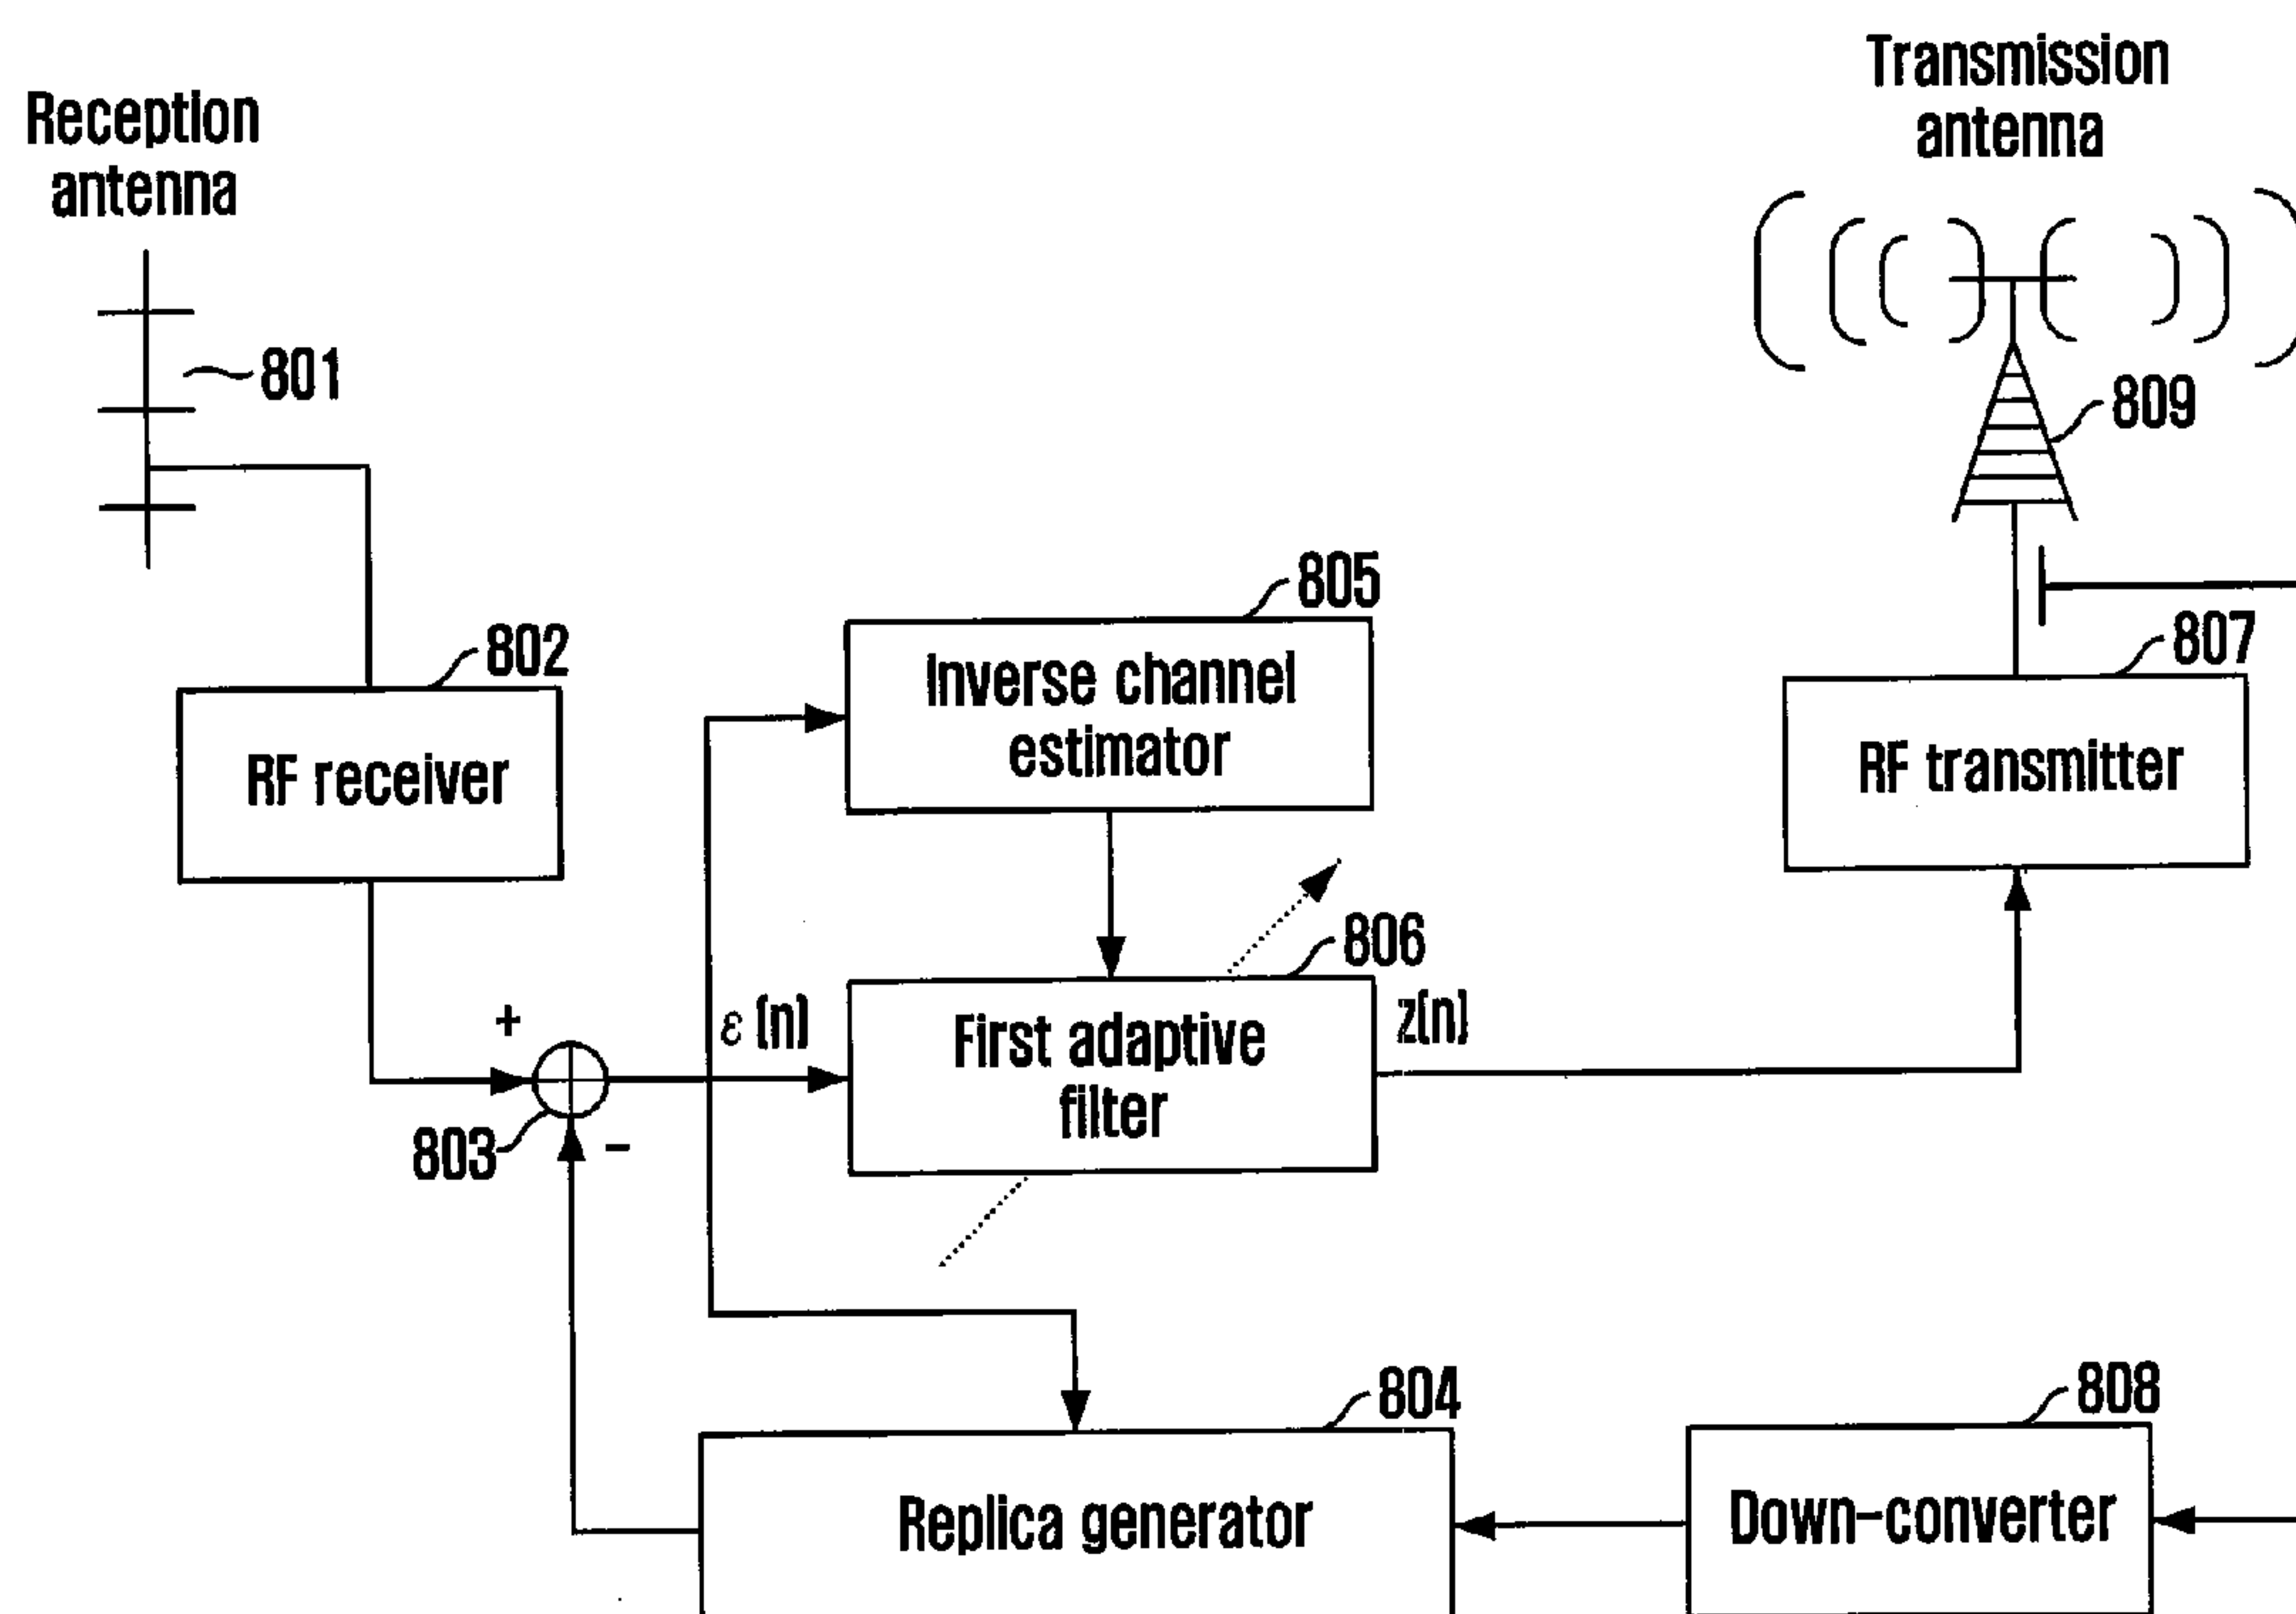 Transmission
antenna
Reception
antenna
801
809
805
802
807
Inverse channel
estimator
RF receiver
RF transmitter
806
+
ε (n)
First adaptive
filter
z(n)
803
-
804
808
Replica generator
Down-converter